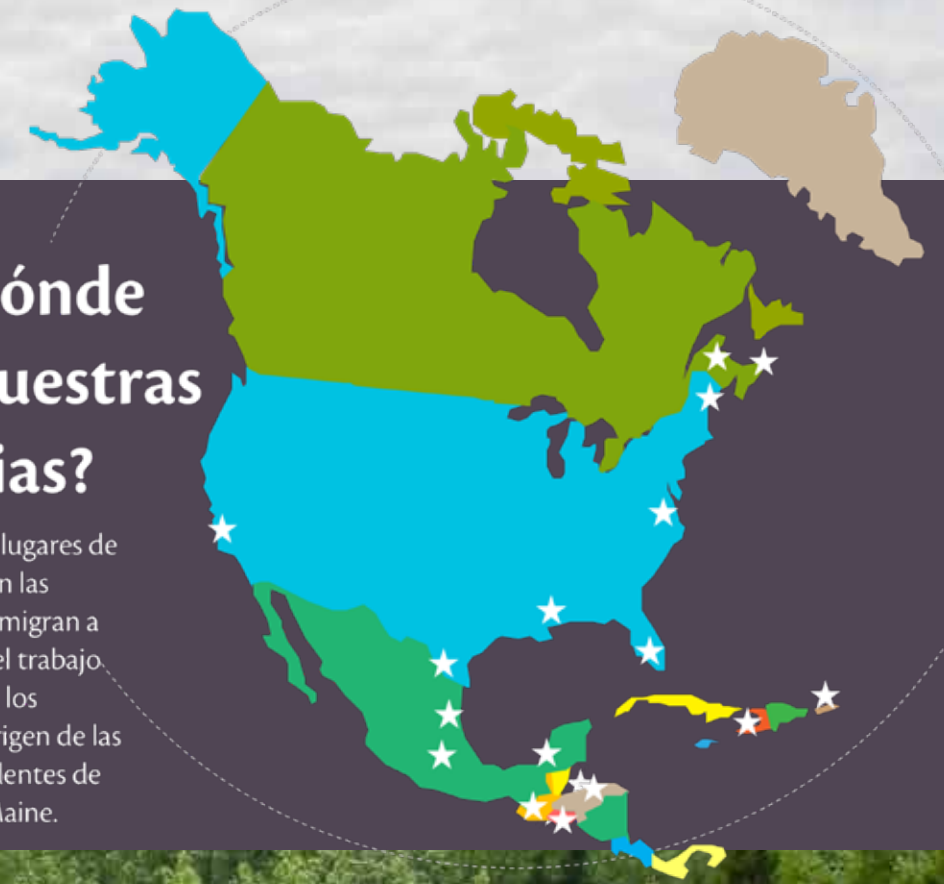 ónde
uestras
ias?
lugares de
n las
migran a
el trabajo
los
rigen de las
dentes de
Maine.